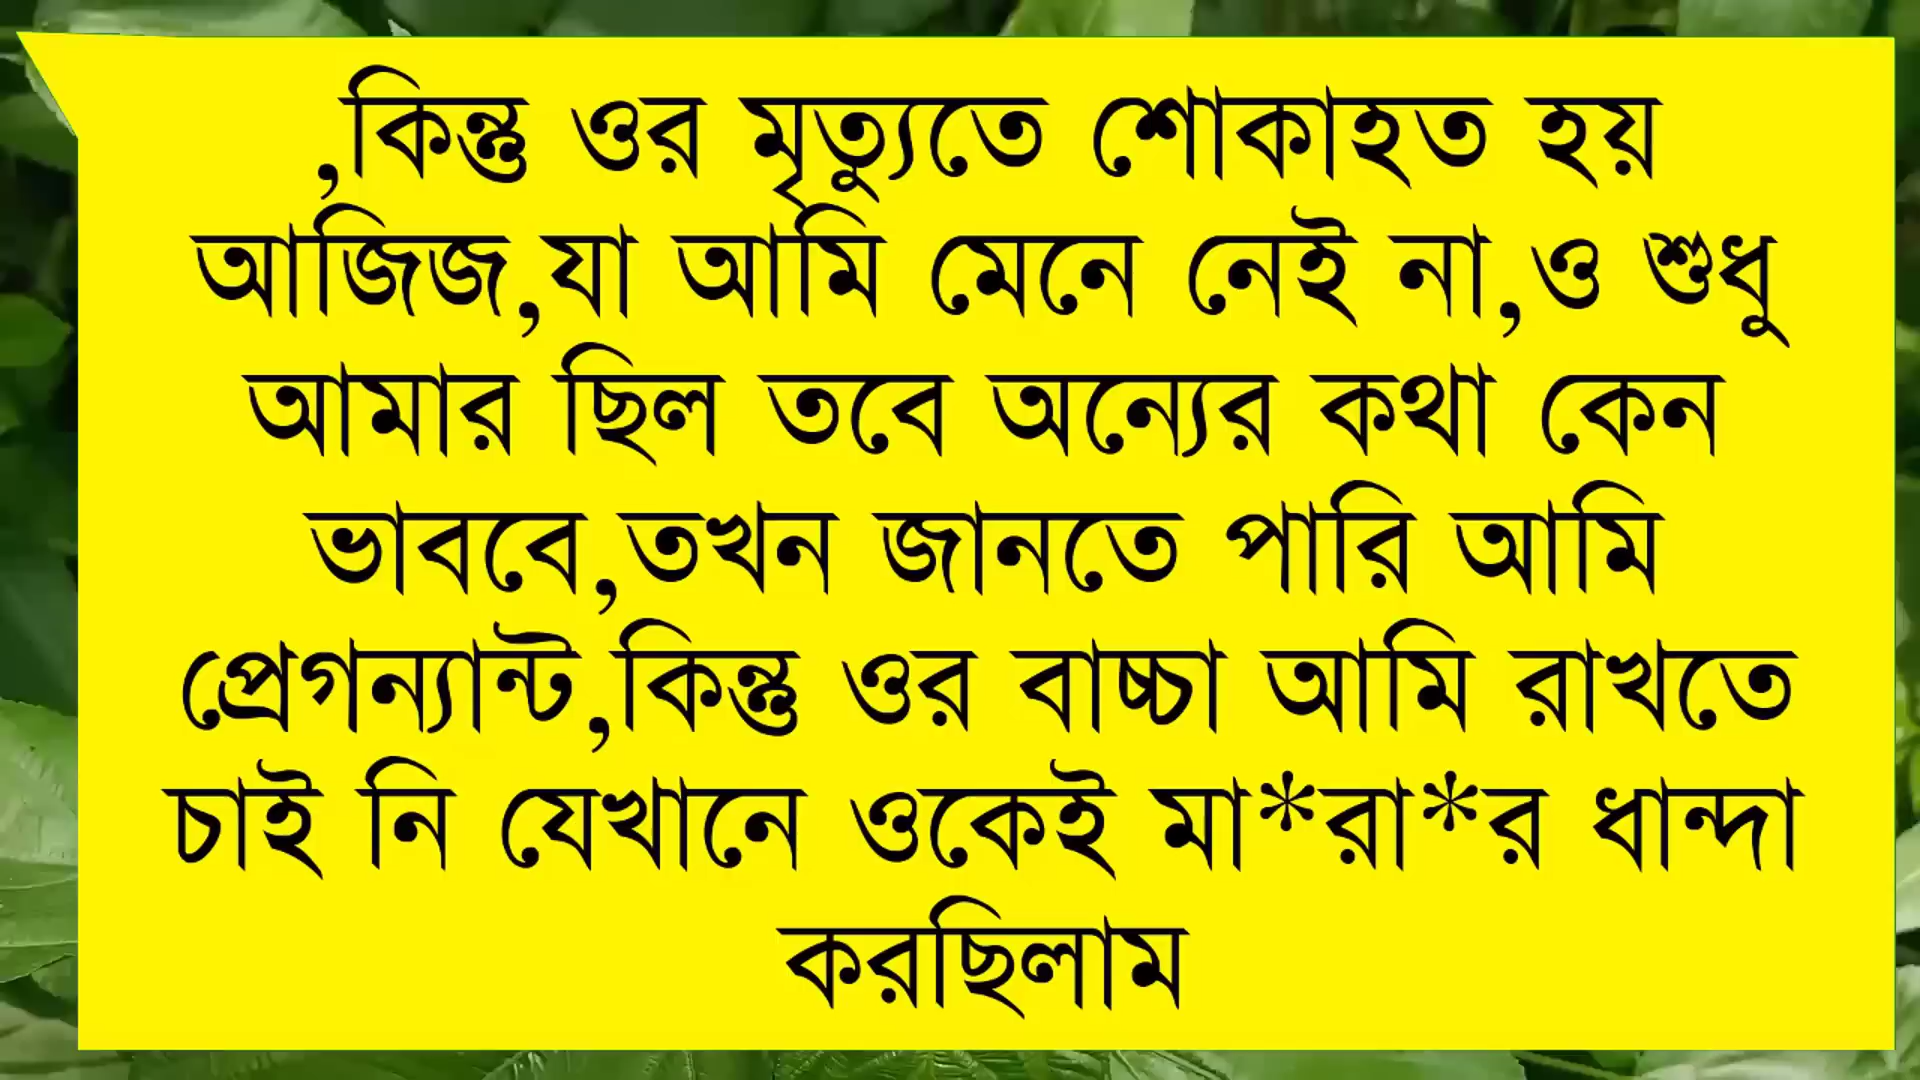 ,কিন্তু ওর মৃত্যুতে শোকাহত হয়
আজিজ,যা আমি মেনে নেই না,ও শুধু
আমার ছিল তবে অন্যের কথা কেন
ভাববে,তখন জানতে পারি আমি
প্রেগন্যান্ট,কিন্তু ওর বাচ্চা আমি রাখতে
চাই নি যেখানে ওকেই মা*রা*র ধান্দা
করছিলাম